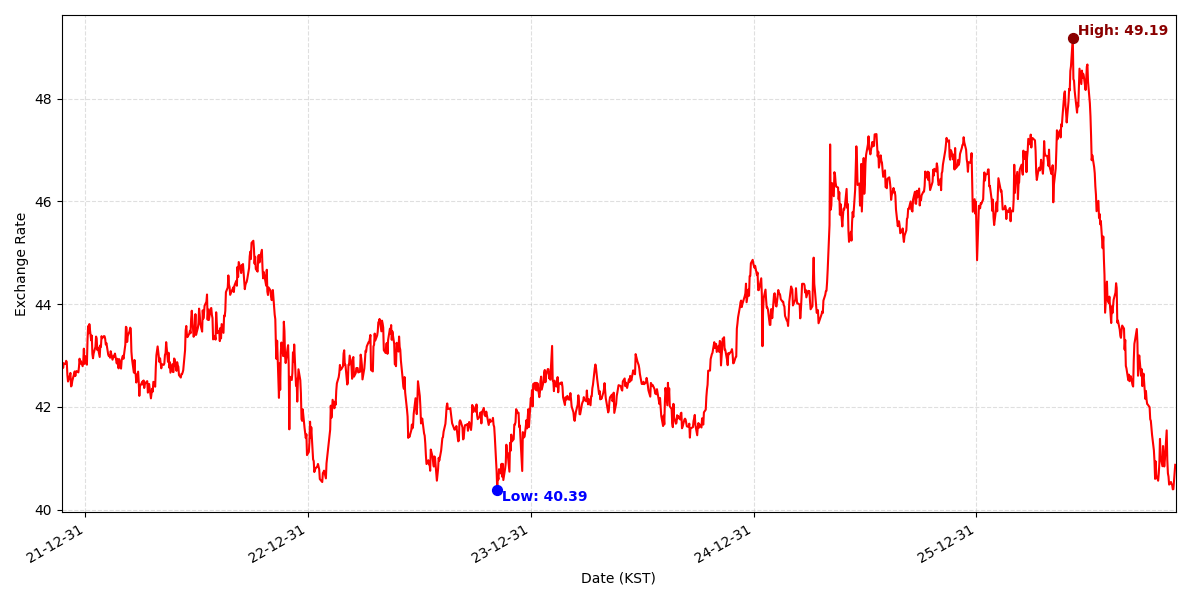 High: 49.19
48
46
44
42
40
Exchange Rate
Low: 40.39
21-12-31
22-12-31
23-12-31
24-12-31
25-12-31
Date (KST)